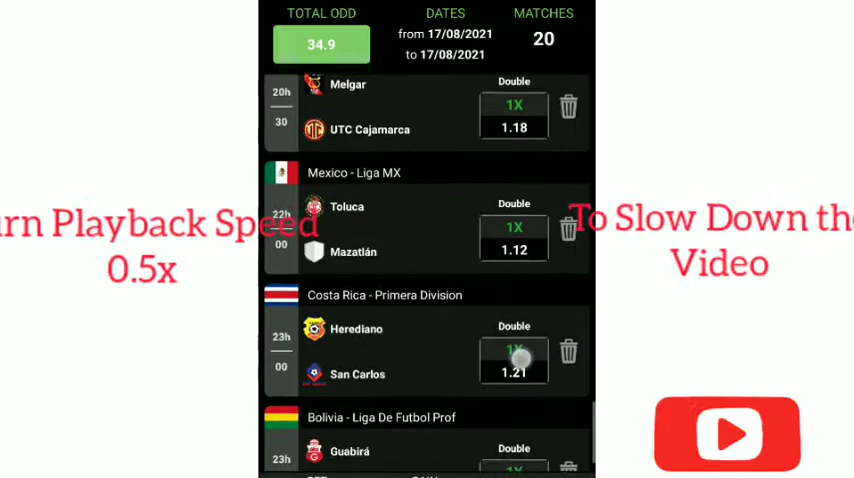 TOTAL ODD
DATES
MATCHES
34.9
from 17/08/2021
to 17/08/2021
20
20h
30
Melgar
UTC Cajamarca
Double
1X
1.18
Mexico - Liga MX
22h
00
Toluca
Mazatlán
Double
1X
1.12
Costa Rica - Primera Division
23h
00
Herediano
San Carlos
Double
1.21
Bolivia - Liga De Futbol Prof
23h
Guabirá
Double
urn Playback Speed
0.5x
To Slow Down the
Video